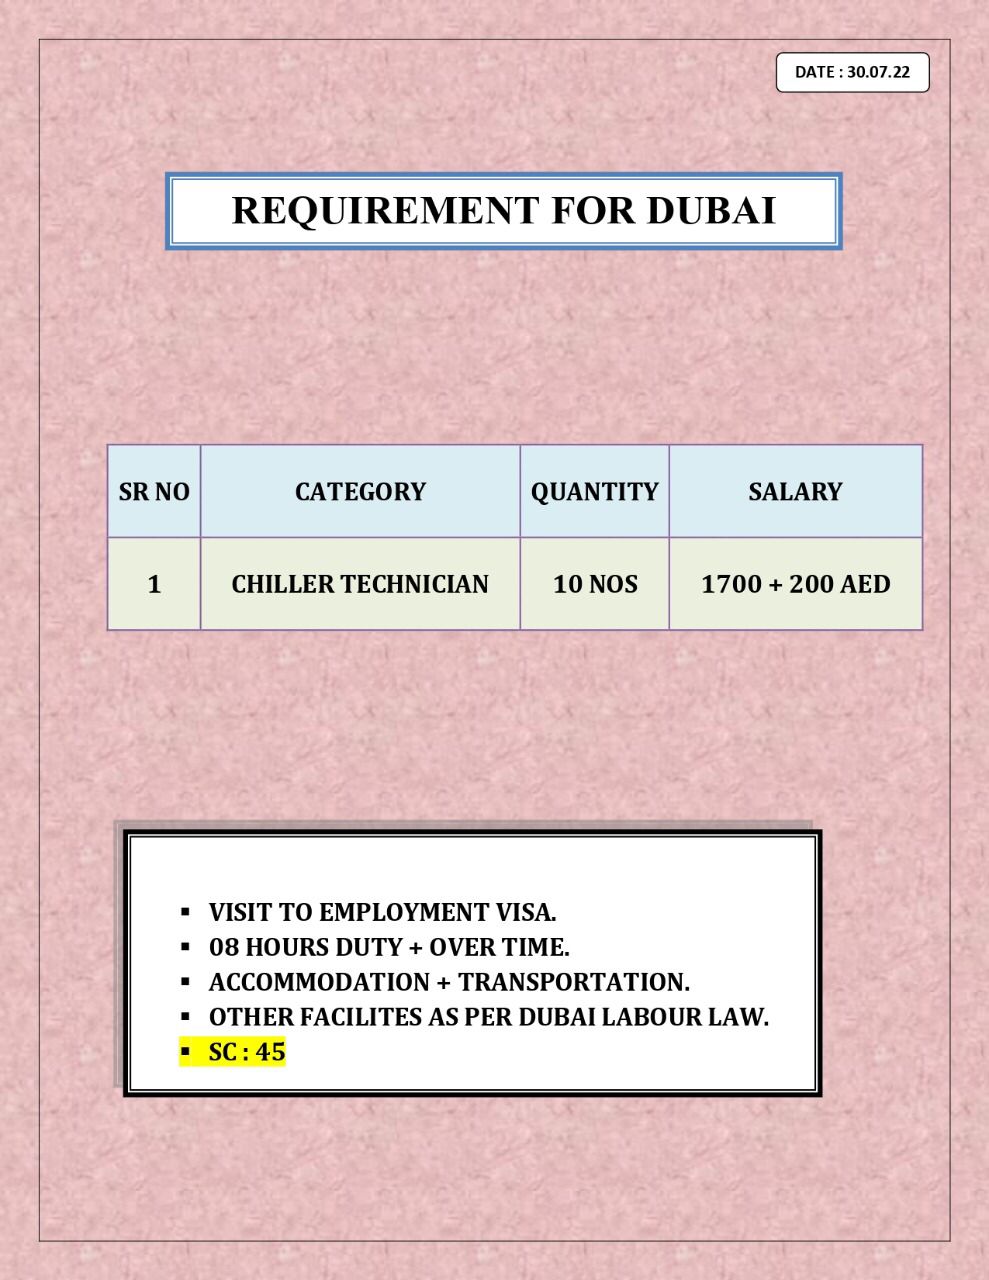 DATE : 30.07.22
REQUIREMENT FOR DUBAI
SR NO CATEGORY QUANTITY SALARY
1 CHILLER TECHNICIAN 10 NOS 1700 + 200 AED
▪ VISIT TO EMPLOYMENT VISA.
▪ 08 HOURS DUTY + OVER TIME.
▪ ACCOMMODATION + TRANSPORTATION.
▪ OTHER FACILITES AS PER DUBAI LABOUR LAW.
▪ SC : 45